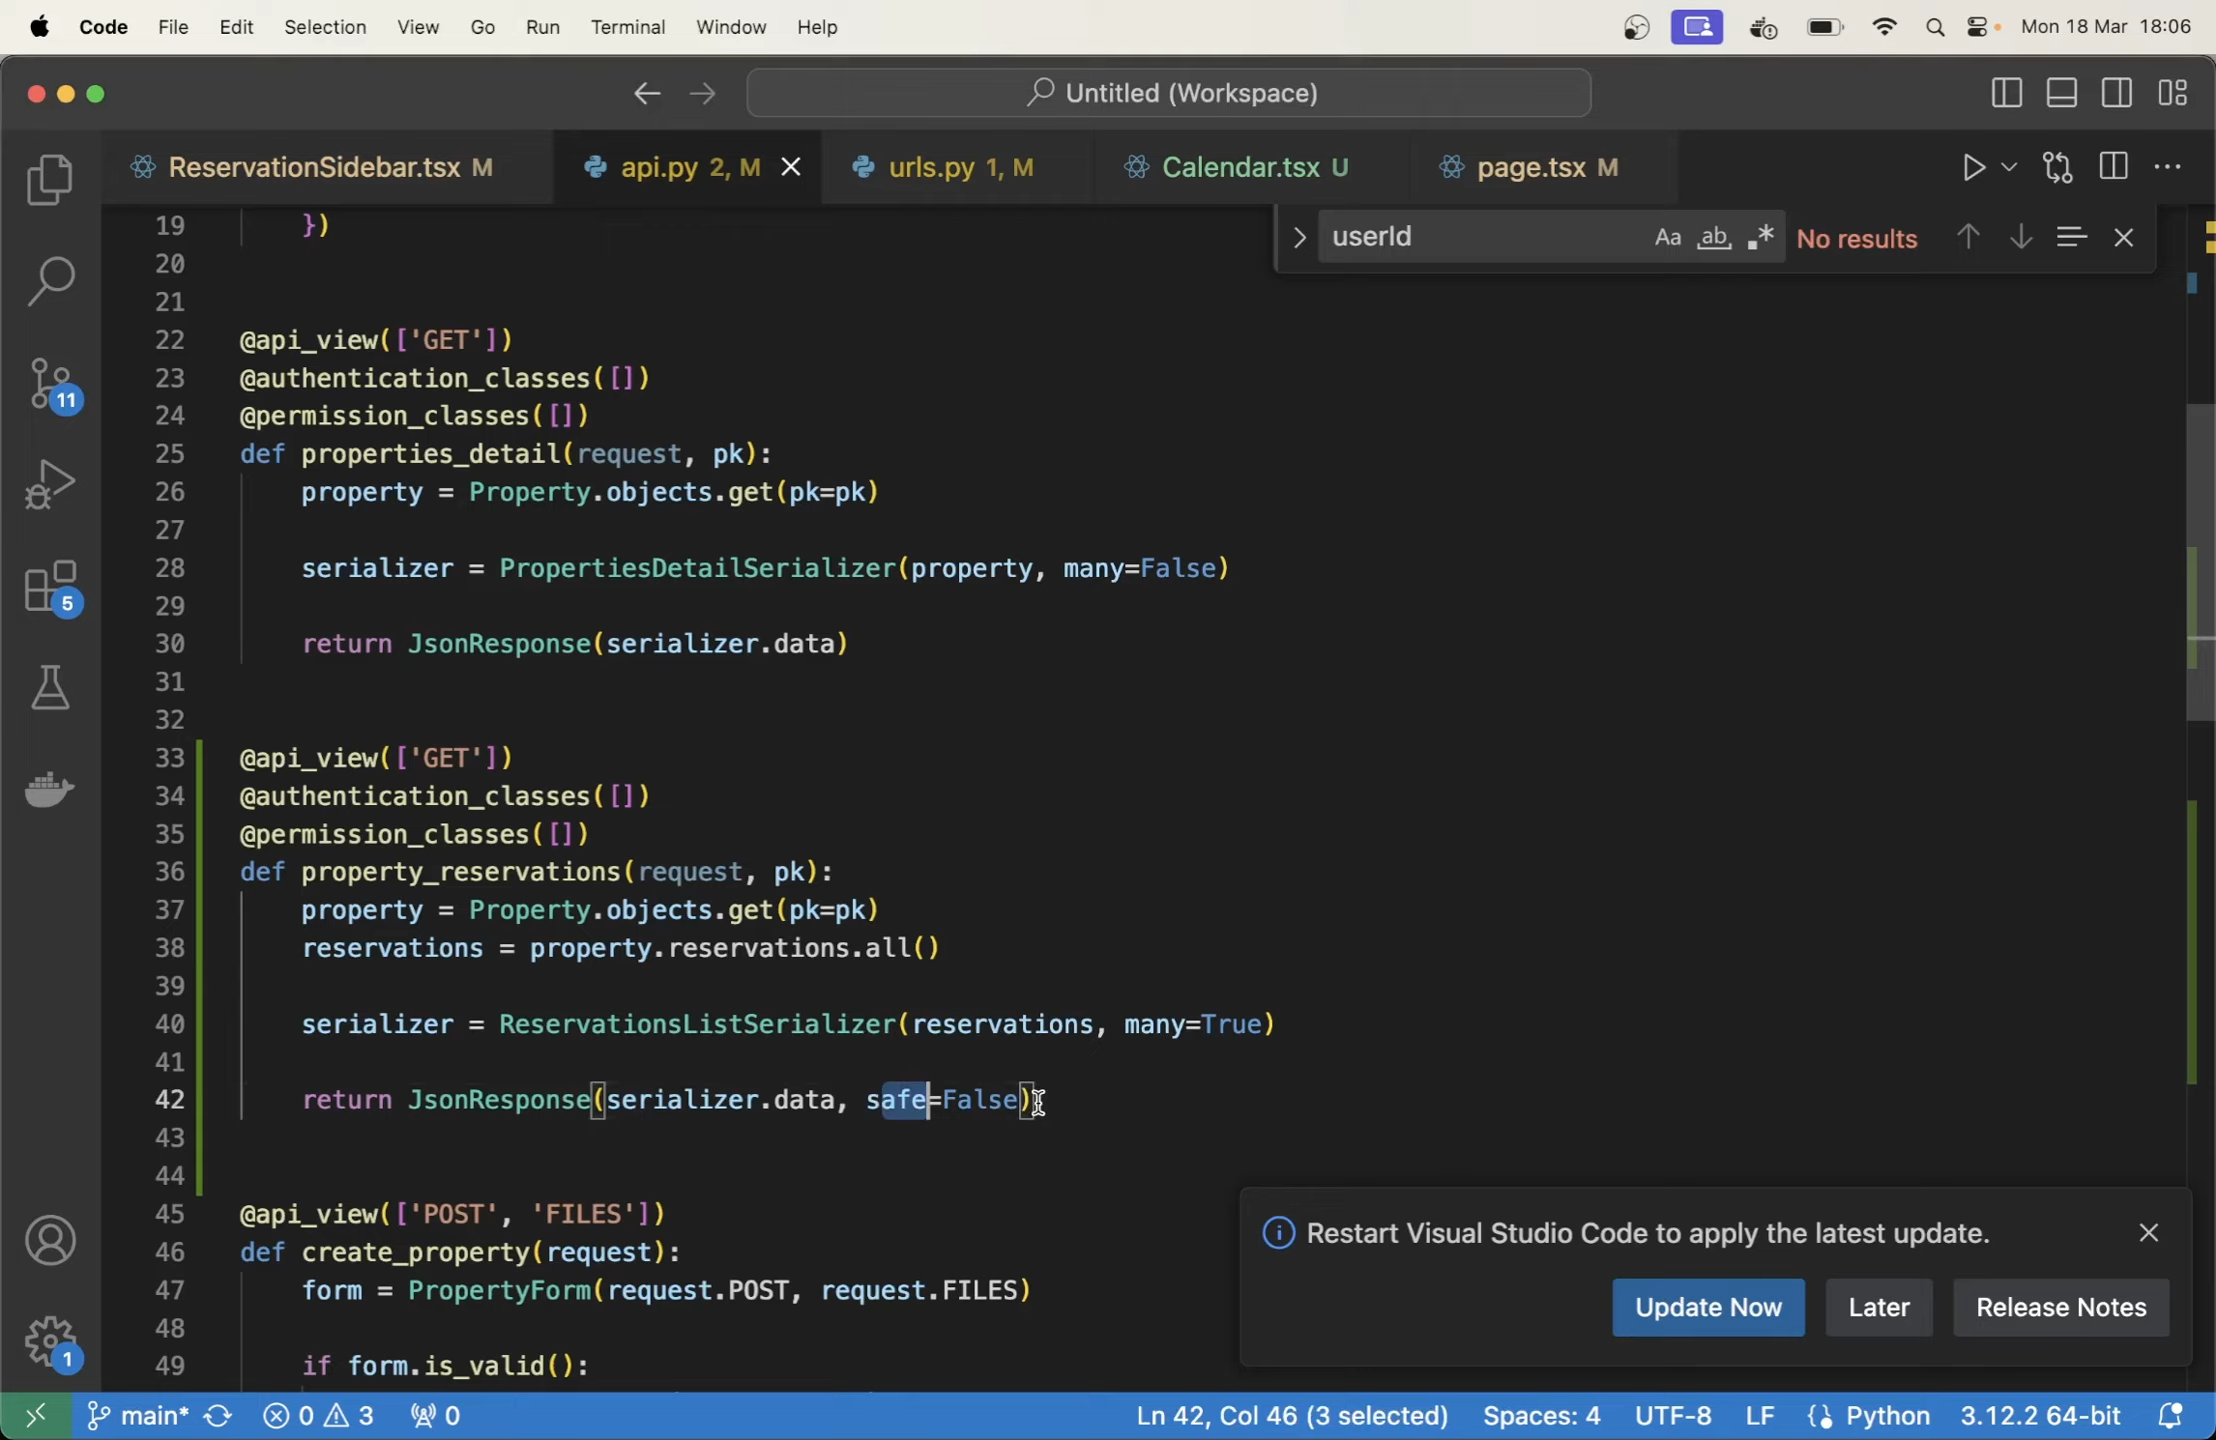 Code File Edit Selection View Go Run Terminal Window Help Mon 18 Mar 18:06
Untitled (Workspace)
ReservationSidebar.tsx M api.py 2, M urls.py 1, M Calendar.tsx U page.tsx M
userId Aa ab .* No results
19 })
20
21
22 @api_view(['GET'])
23 @authentication_classes([])
24 @permission_classes([])
25 def properties_detail(request, pk):
26 property = Property.objects.get(pk=pk)
27
28 serializer = PropertiesDetailSerializer(property, many=False)
29
30 return JsonResponse(serializer.data)
31
32
33 @api_view(['GET'])
34 @authentication_classes([])
35 @permission_classes([])
36 def property_reservations(request, pk):
37 property = Property.objects.get(pk=pk)
38 reservations = property.reservations.all()
39
40 serializer = ReservationsListSerializer(reservations, many=True)
41
42 return JsonResponse(serializer.data, safe=False)
43
44
45 @api_view(['POST', 'FILES'])
46 def create_property(request):
47 form = PropertyForm(request.POST, request.FILES)
48
49 if form.is_valid():
11
5
1
Restart Visual Studio Code to apply the latest update.
Update Now Later Release Notes
main* 0 3 0 Ln 42, Col 46 (3 selected) Spaces: 4 UTF-8 LF Python 3.12.2 64-bit